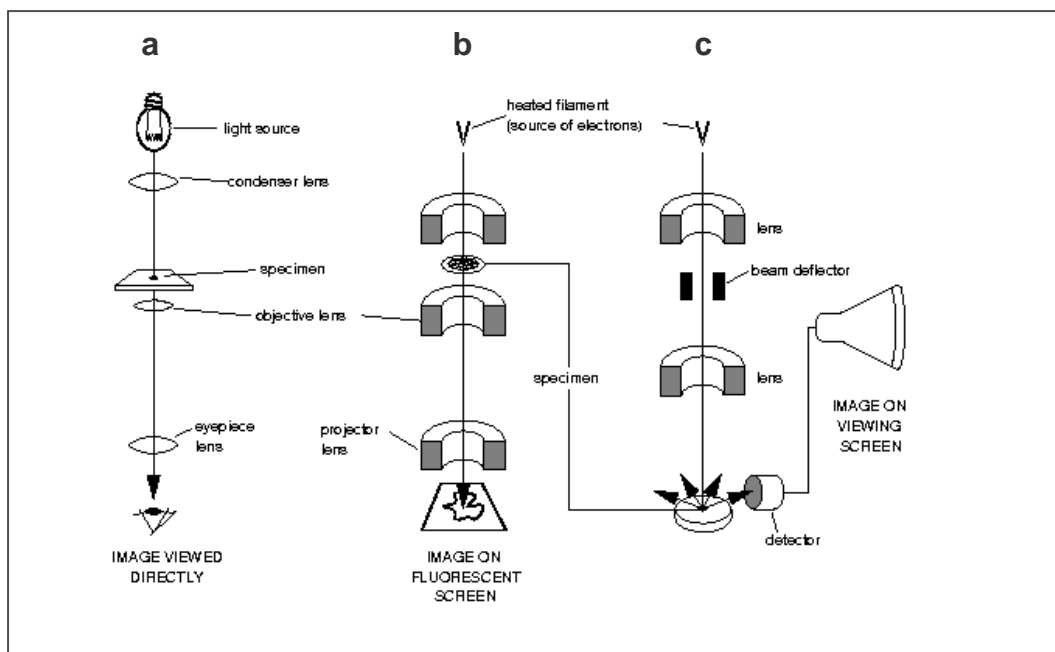 a
b
c
light source
condenser lens
specimen
objective lens
eyepiece
lens
IMAGE VIEWED
DIRECTLY
heated filament
(source of electrons)
projector
lens
IMAGE ON
FLUORESCENT
SCREEN
specimen
lens
beam deflector
lens
IMAGE ON
VIEWING
SCREEN
detector